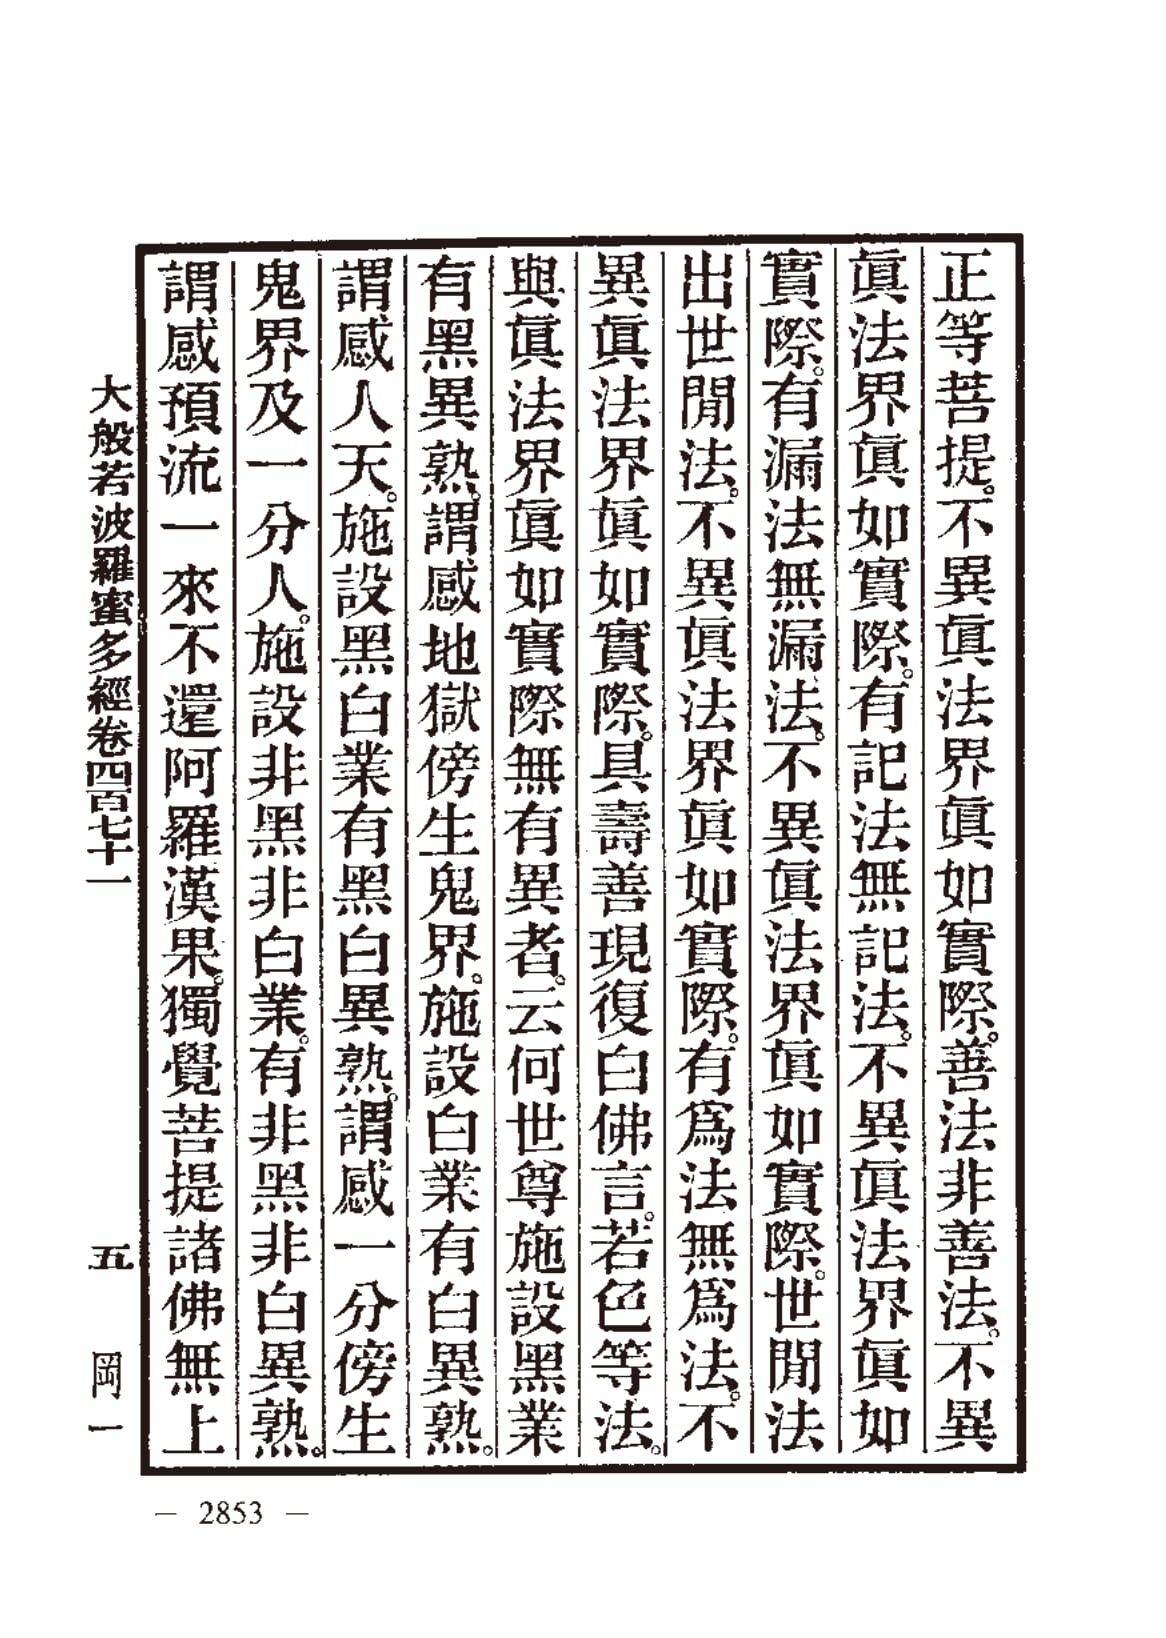 正等菩提。不異眞法界眞如實際。善法非善法。不異
眞法界眞如實際。有記法無記法。不異眞法界眞如
實際。有漏法無漏法。不異眞法界眞如實際。世閒法
出世閒法。不異眞法界眞如實際。有爲法無爲法。不
異眞法界眞如實際。具壽善現復白佛言。若色等法。
與眞法界眞如實際無有異者。云何世尊施設黑業
有黑異熟。謂感地獄傍生鬼界。施設白業有白異熟。
謂感人天。施設黑白業有黑白異熟。謂感一分傍生
鬼界及一分人。施設非黑非白業。有非黑非白異熟。
謂感預流一來不還阿羅漢果。獨覺菩提諸佛無上
大般若波羅蜜多經卷四百七十一 五 岡一
— 2853 —